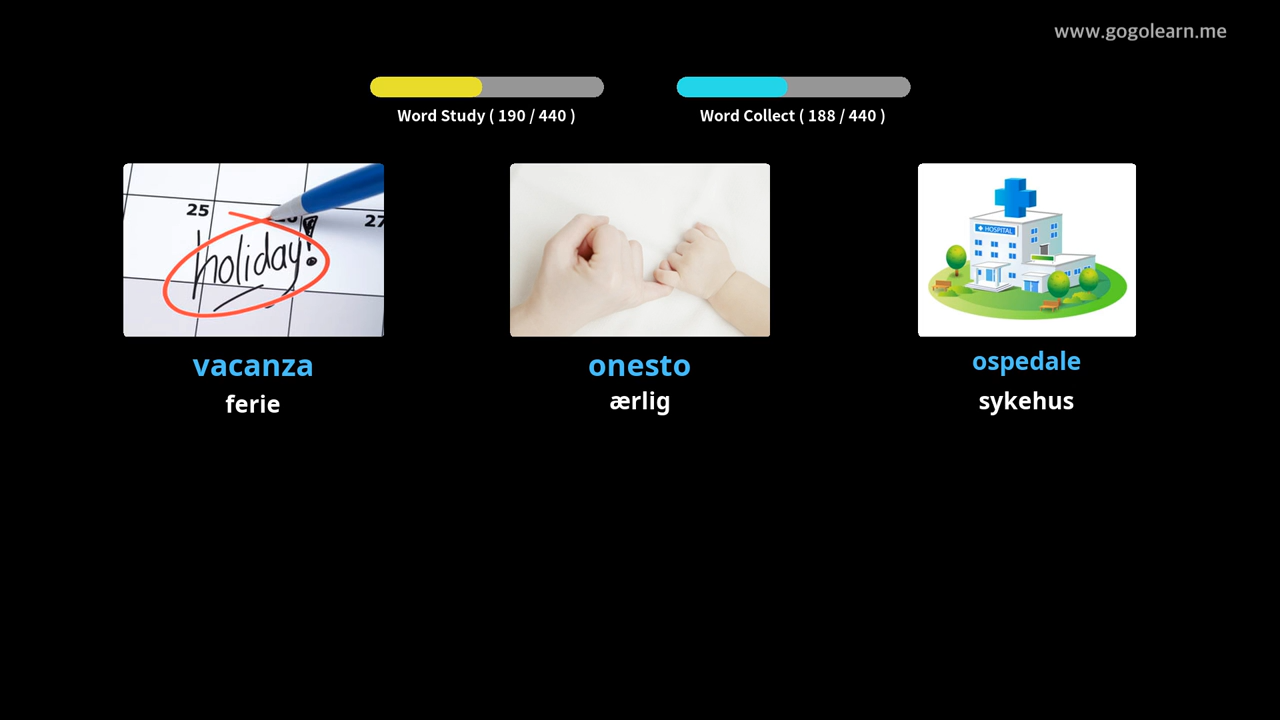 www.gogolearn.me
Word Study ( 190 / 440 )
Word Collect ( 188 / 440 )
25
27
holiday!
HOSPITAL
vacanza
onesto
ospedale
ferie
ærlig
sykehus